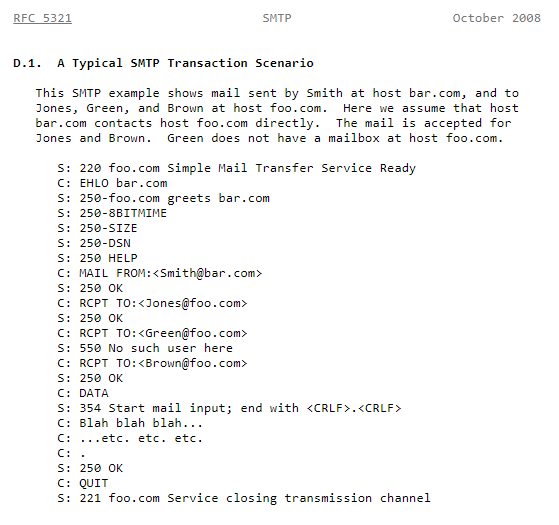 RFC 5321 SMTP October 2008
D.1. A Typical SMTP Transaction Scenario
This SMTP example shows mail sent by Smith at host bar.com, and to
Jones, Green, and Brown at host foo.com. Here we assume that host
bar.com contacts host foo.com directly. The mail is accepted for
Jones and Brown. Green does not have a mailbox at host foo.com.
S: 220 foo.com Simple Mail Transfer Service Ready
C: EHLO bar.com
S: 250-foo.com greets bar.com
S: 250-8BITMIME
S: 250-SIZE
S: 250-DSN
S: 250 HELP
C: MAIL FROM:<Smith@bar.com>
S: 250 OK
C: RCPT TO:<Jones@foo.com>
S: 250 OK
C: RCPT TO:<Green@foo.com>
S: 550 No such user here
C: RCPT TO:<Brown@foo.com>
S: 250 OK
C: DATA
S: 354 Start mail input; end with <CRLF>.<CRLF>
C: Blah blah blah...
C: ...etc. etc. etc.
C: .
S: 250 OK
C: QUIT
S: 221 foo.com Service closing transmission channel